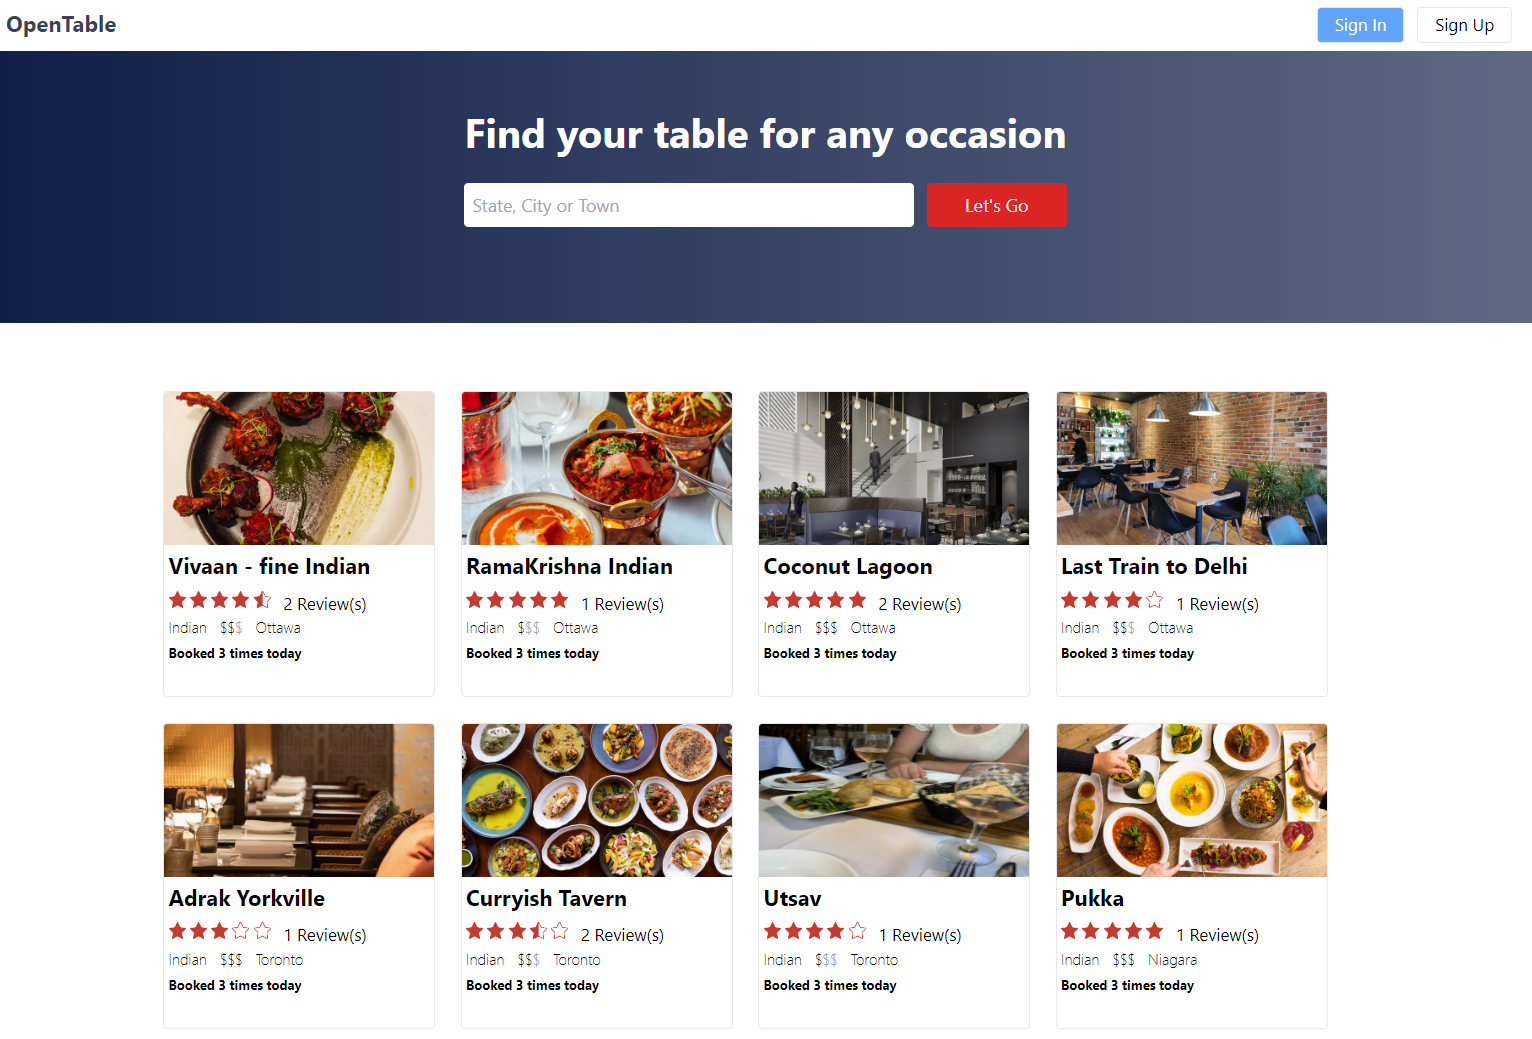 OpenTable
Sign In
Sign Up
Find your table for any occasion
State, City or Town
Let's Go
Vivaan - fine Indian
2 Review(s)
Indian $$$ Ottawa
Booked 3 times today
RamaKrishna Indian
1 Review(s)
Indian $$$ Ottawa
Booked 3 times today
Coconut Lagoon
2 Review(s)
Indian $$$ Ottawa
Booked 3 times today
Last Train to Delhi
1 Review(s)
Indian $$$ Ottawa
Booked 3 times today
Adrak Yorkville
1 Review(s)
Indian $$$ Toronto
Booked 3 times today
Curryish Tavern
2 Review(s)
Indian $$$ Toronto
Booked 3 times today
Utsav
1 Review(s)
Indian $$$ Toronto
Booked 3 times today
Pukka
1 Review(s)
Indian $$$ Niagara
Booked 3 times today